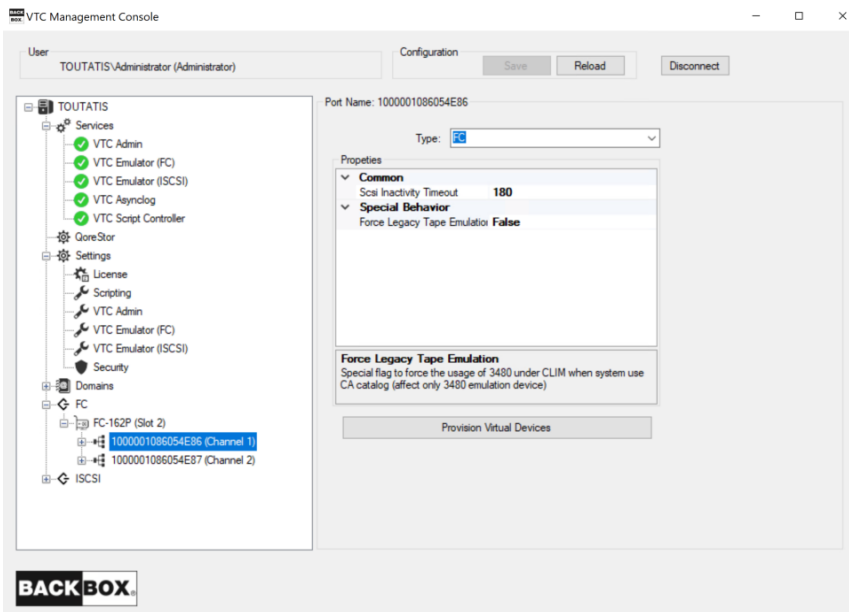 BACK BOX. VTC Management Console
User
TOUTATIS\Administrator (Administrator)
Configuration
Save
Reload
Disconnect
TOUTATIS
Services
VTC Admin
VTC Emulator (FC)
VTC Emulator (ISCSI)
VTC Asynclog
VTC Script Controller
QoreStor
Settings
License
Scripting
VTC Admin
VTC Emulator (FC)
VTC Emulator (ISCSI)
Security
Domains
FC
FC-162P (Slot 2)
1000001086054E86 (Channel 1)
1000001086054E87 (Channel 2)
ISCSI
Port Name: 1000001086054E86
Type: FC
Propeties
Common
Scsi Inactivity Timeout 180
Special Behavior
Force Legacy Tape Emulation False
Force Legacy Tape Emulation
Special flag to force the usage of 3480 under CLIM when system use
CA catalog (affect only 3480 emulation device)
Provision Virtual Devices
BACKBOX®